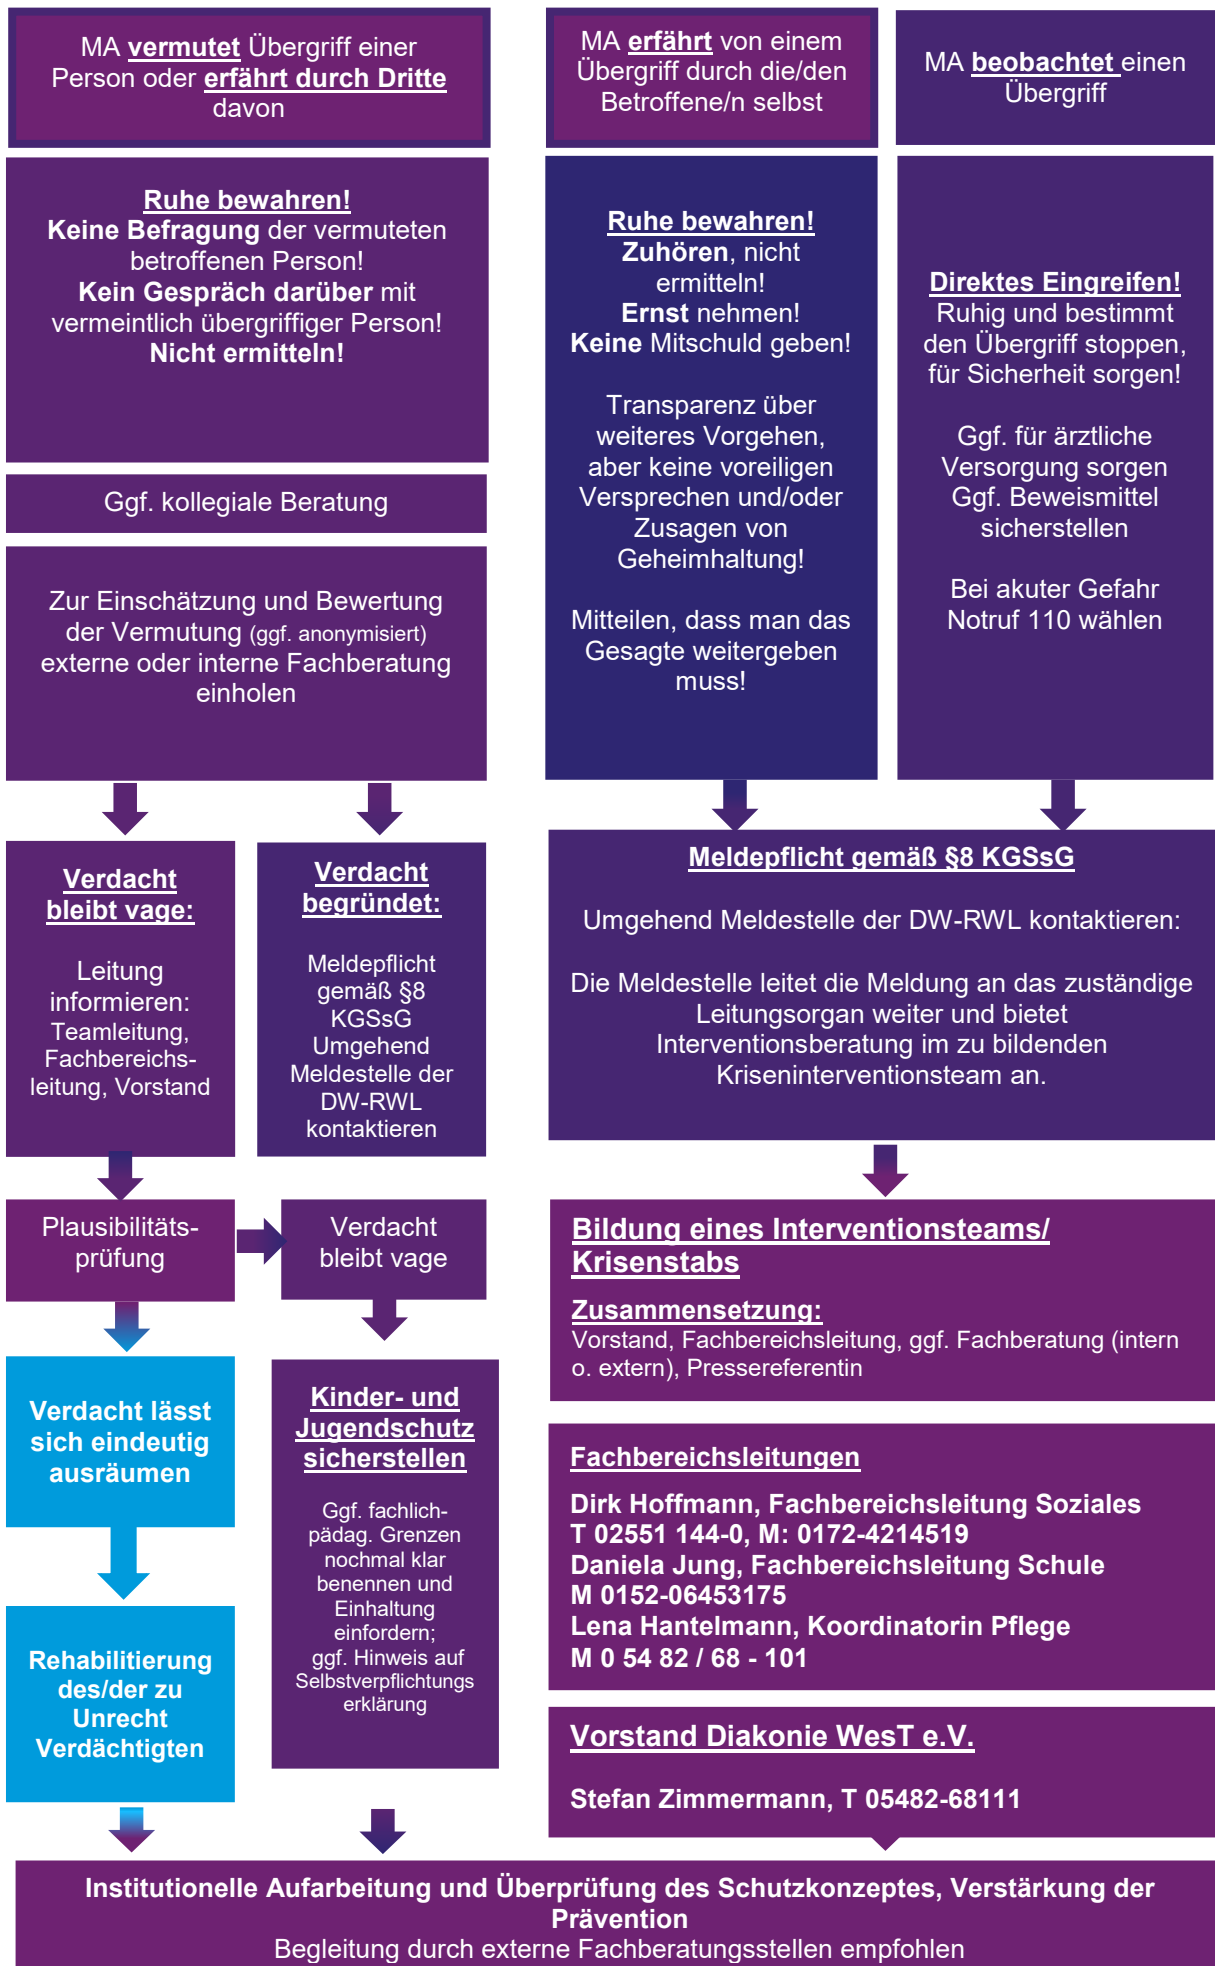 MA vermutet Übergriff einer
Person oder erfährt durch Dritte
davon
MA erfährt von einem
Übergriff durch die/den
Betroffene/n selbst
MA beobachtet einen
Übergriff
Ruhe bewahren!
Keine Befragung der vermuteten
betroffenen Person!
Kein Gespräch darüber mit
vermeintlich übergriffiger Person!
Nicht ermitteln!
Ggf. kollegiale Beratung
Zur Einschätzung und Bewertung
der Vermutung (ggf. anonymisiert)
externe oder interne Fachberatung
einholen
Ruhe bewahren!
Zuhören, nicht
ermitteln!
Ernst nehmen!
Keine Mitschuld geben!
Transparenz über
weiteres Vorgehen,
aber keine voreiligen
Versprechen und/oder
Zusagen von
Geheimhaltung!
Mitteilen, dass man das
Gesagte weitergeben
muss!
Direktes Eingreifen!
Ruhig und bestimmt
den Übergriff stoppen,
für Sicherheit sorgen!
Ggf. für ärztliche
Versorgung sorgen
Ggf. Beweismittel
sicherstellen
Bei akuter Gefahr
Notruf 110 wählen
Verdacht
bleibt vage:
Leitung
informieren:
Teamleitung,
Fachbereichs-
leitung, Vorstand
Verdacht
begründet:
Meldepflicht
gemäß §8
KGSsG
Umgehend
Meldestelle der
DW-RWL
kontaktieren
Meldepflicht gemäß §8 KGSsG
Umgehend Meldestelle der DW-RWL kontaktieren:
Die Meldestelle leitet die Meldung an das zuständige
Leitungsorgan weiter und bietet
Interventionsberatung im zu bildenden
Kriseninterventionsteam an.
Plausibilitäts-
prüfung
Verdacht
bleibt vage
Verdacht lässt
sich eindeutig
ausräumen
Rehabilitierung
des/der zu
Unrecht
Verdächtigten
Kinder- und
Jugendschutz
sicherstellen
Ggf. fachlich-
pädag. Grenzen
nochmal klar
benennen und
Einhaltung
einfordern;
ggf. Hinweis auf
Selbstverpflichtungs
erklärung
Bildung eines Interventionsteams/
Krisenstabs
Zusammensetzung:
Vorstand, Fachbereichsleitung, ggf. Fachberatung (intern
o. extern), Pressereferentin
Fachbereichsleitungen
Dirk Hoffmann, Fachbereichsleitung Soziales
T 02551 144-0, M: 0172-4214519
Daniela Jung, Fachbereichsleitung Schule
M 0152-06453175
Lena Hantelmann, Koordinatorin Pflege
M 0 54 82 / 68 - 101
Vorstand Diakonie WesT e.V.
Stefan Zimmermann, T 05482-68111
Institutionelle Aufarbeitung und Überprüfung des Schutzkonzeptes, Verstärkung der
Prävention
Begleitung durch externe Fachberatungsstellen empfohlen